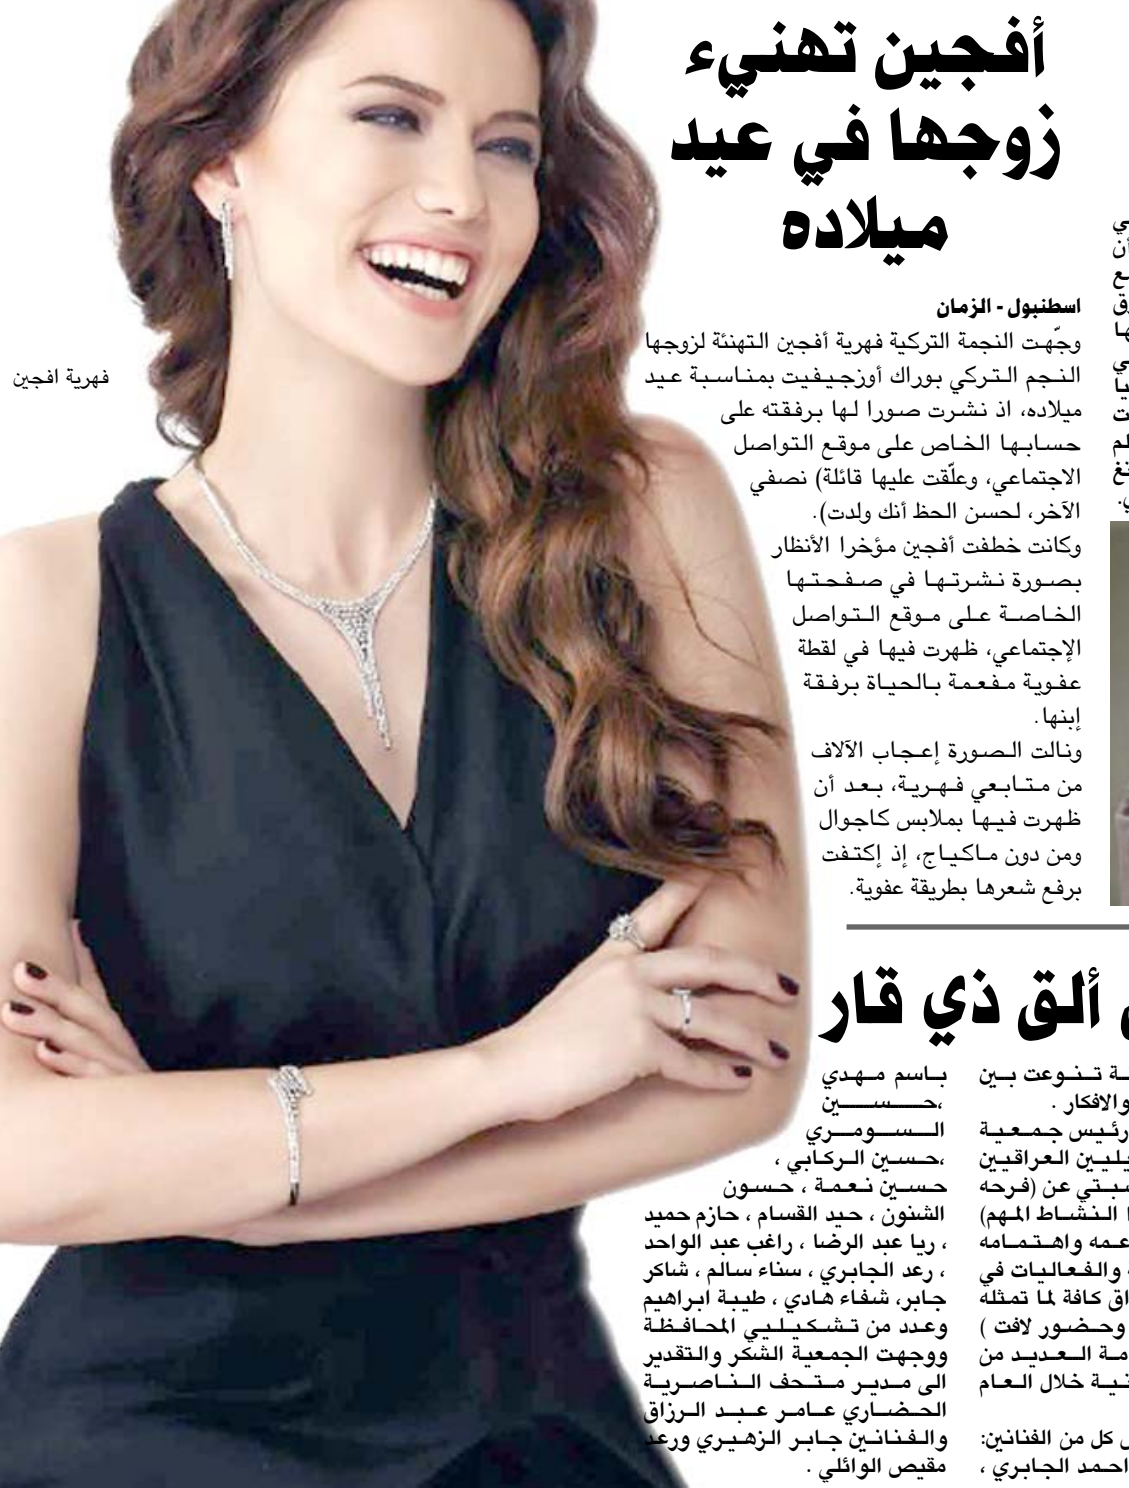 أفجين تهنيء
زوجها في عيد
ميلاده
اسطنبول - الزمان
وجّهت النجمة التركية فهرية أفجين التهنئة لزوجها
النجم التركي بوراك أوزجيفيت بمناسبة عيد
ميلاده، اذ نشرت صورا لها برفقته على
حسابها الخاص على موقع التواصل
الاجتماعي، وعلّقت عليها قائلة) نصفي
الآخر، لحسن الحظ أنك ولدت).
وكانت خطفت أفجين مؤخرا الأنظار
بصورة نشرتها في صفحتها
الخاصة على موقع التواصل
الإجتماعي، ظهرت فيها في لقطة
عفوية مفعمة بالحياة برفقة
إبنها.
ونالت الصورة إعجاب الآلاف
من متابعي فهرية، بعد أن
ظهرت فيها بملابس كاجوال
ومن دون ماكياج، إذ إكتفت
برفع شعرها بطريقة عفوية.
فهرية افجين
ألق ذي قار
تنوعت بين
والافكار .
رئيس جمعية
العراقيين
عن (فرحه
النشاط المهم)
واهتمامه
والفعاليات في
كافة لما تمثله
وحضور لافت )
العديد من
خلال العام
كل من الفنانين:
احمد الجابري ،
باسم مهدي
،حسين
السومري
،حسين الركابي ،
حسين نعمة ، حسون
الشنون ، حيد القسام ، حازم حميد
، ريا عبد الرضا ، راغب عبد الواحد
، رعد الجابري ، سناء سالم ، شاكر
جابر، شفاء هادي ، طيبة ابراهيم
وعدد من تشكيليي المحافظة
ووجهت الجمعية الشكر والتقدير
الى مدير متحف الناصرية
الحضاري عامر عبد الرزاق
والفنانين جابر الزهيري ورعد
مقيص الوائلي .